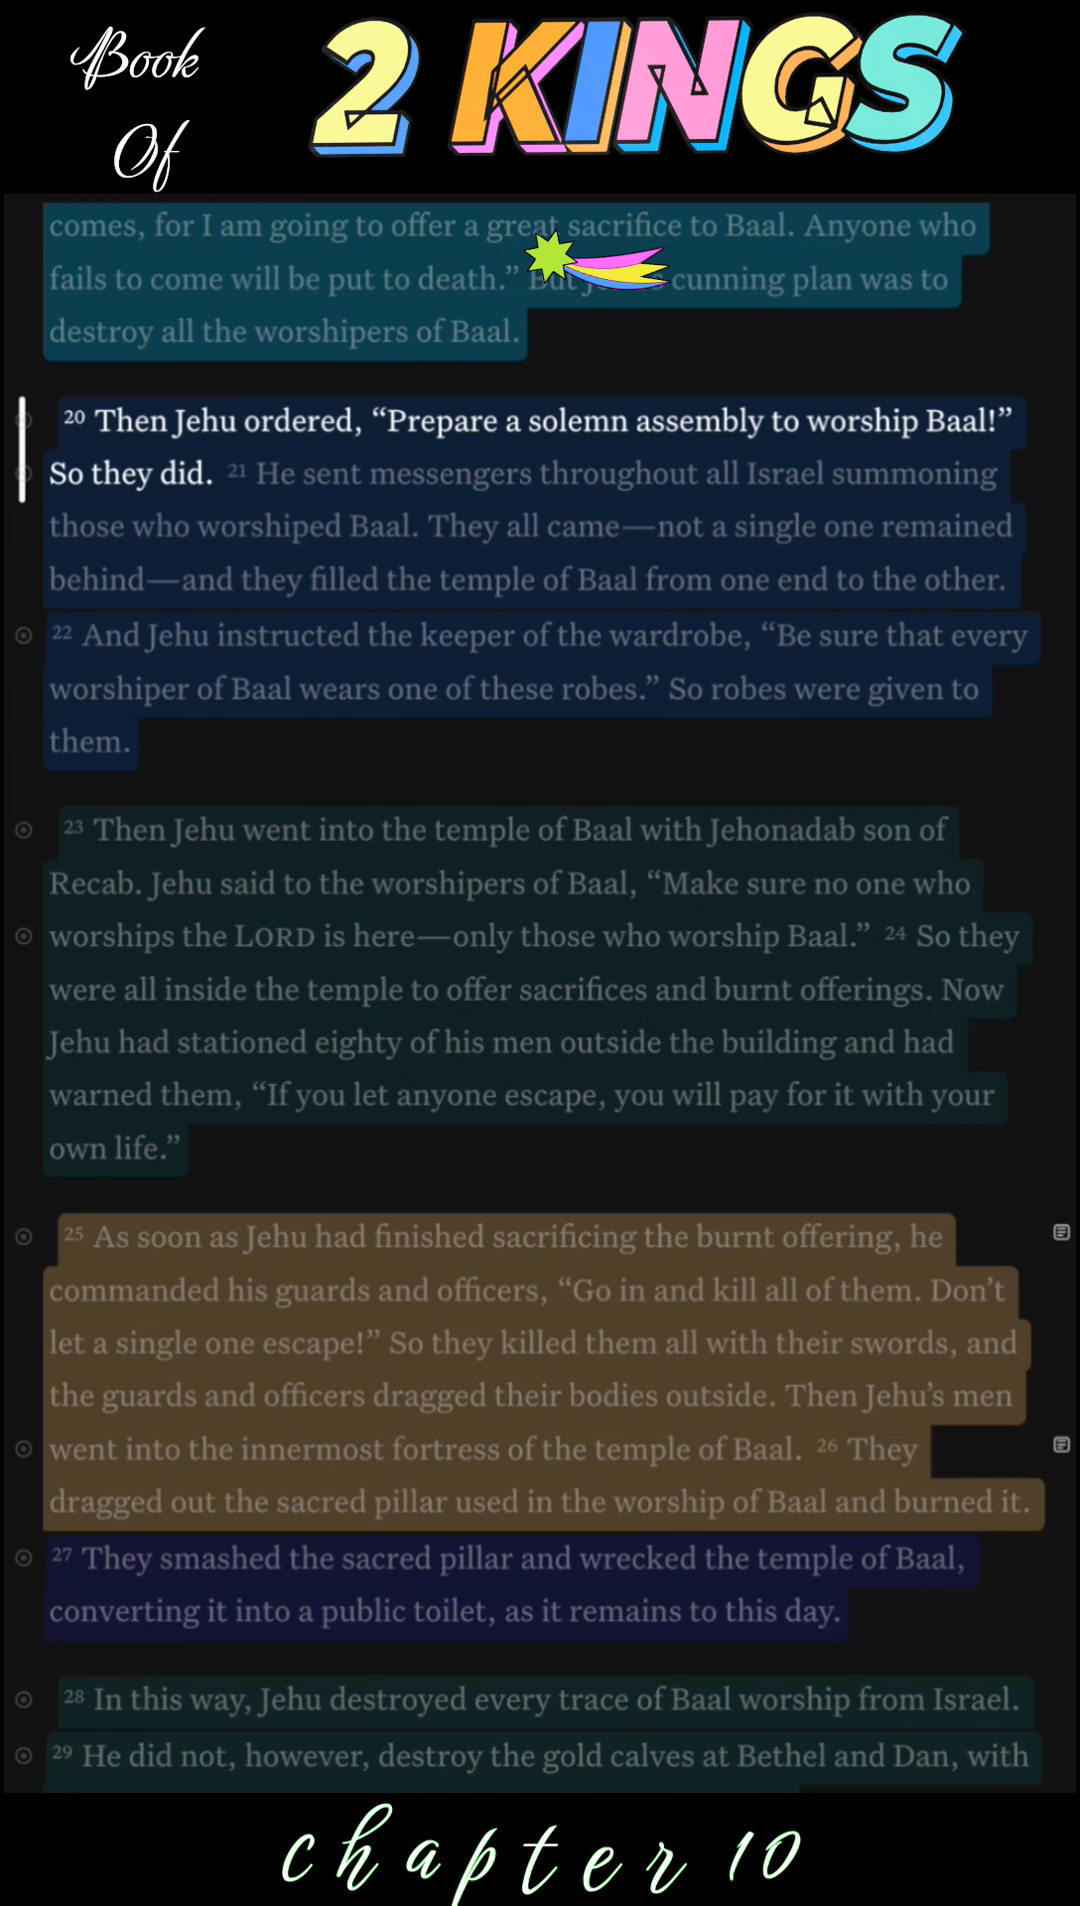 Book
Of
2 KINGS
comes, for I am going to offer a great sacrifice to Baal. Anyone who
fails to come will be put to death.” But cunning plan was to
destroy all the worshipers of Baal.
20 Then Jehu ordered, “Prepare a solemn assembly to worship Baal!”
So they did. 21 He sent messengers throughout all Israel summoning
those who worshiped Baal. They all came—not a single one remained
behind—and they filled the temple of Baal from one end to the other.
22 And Jehu instructed the keeper of the wardrobe, “Be sure that every
worshiper of Baal wears one of these robes.” So robes were given to
them.
23 Then Jehu went into the temple of Baal with Jehonadab son of
Recab. Jehu said to the worshipers of Baal, “Make sure no one who
worships the LORD is here—only those who worship Baal.” 24 So they
were all inside the temple to offer sacrifices and burnt offerings. Now
Jehu had stationed eighty of his men outside the building and had
warned them, “If you let anyone escape, you will pay for it with your
own life.”
25 As soon as Jehu had finished sacrificing the burnt offering, he
commanded his guards and officers, “Go in and kill all of them. Don’t
let a single one escape!” So they killed them all with their swords, and
the guards and officers dragged their bodies outside. Then Jehu’s men
went into the innermost fortress of the temple of Baal. 26 They
dragged out the sacred pillar used in the worship of Baal and burned it.
27 They smashed the sacred pillar and wrecked the temple of Baal,
converting it into a public toilet, as it remains to this day.
28 In this way, Jehu destroyed every trace of Baal worship from Israel.
29 He did not, however, destroy the gold calves at Bethel and Dan, with
chapter 10